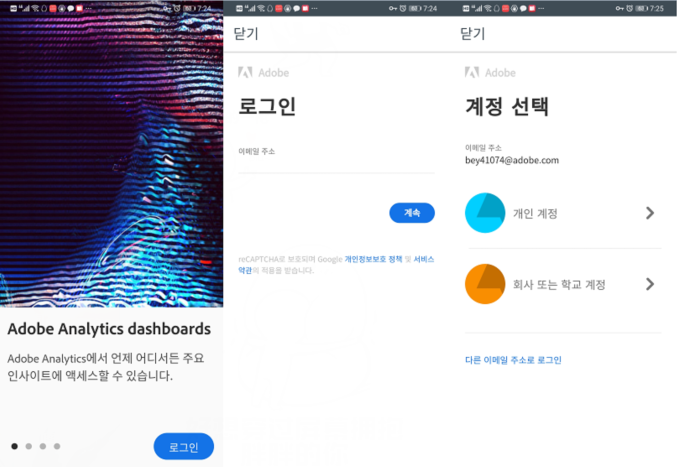 7:24
Adobe Analytics dashboards
Adobe Analytics에서 언제 어디서든 주요
인사이트에 액세스할 수 있습니다.
로그인
7:24
닫기
Adobe
로그인
이메일 주소
계속
reCAPTCHA로 보호되며 Google 개인정보보호 정책 및 서비스
약관의 적용을 받습니다.
7:25
닫기
Adobe
계정 선택
이메일 주소
bey41074@adobe.com
개인 계정
회사 또는 학교 계정
다른 이메일 주소로 로그인